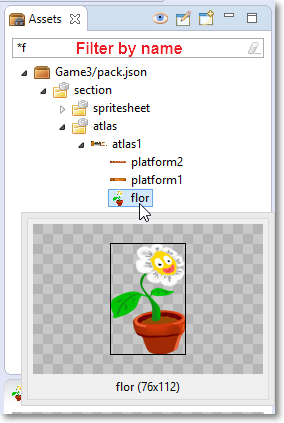 Assets
*f
Filter by name
Game3/pack.json
section
spritesheet
atlas
atlas1
platform2
platform1
flor
flor (76x112)